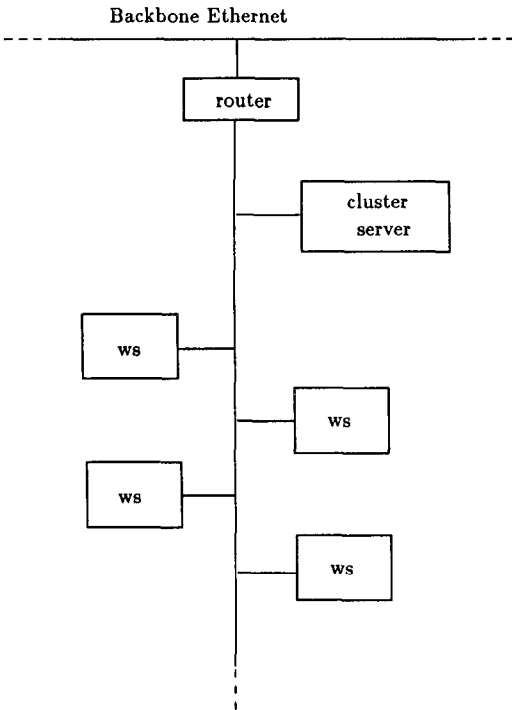 Backbone Ethernet
router
cluster
server
ws
ws
ws
ws